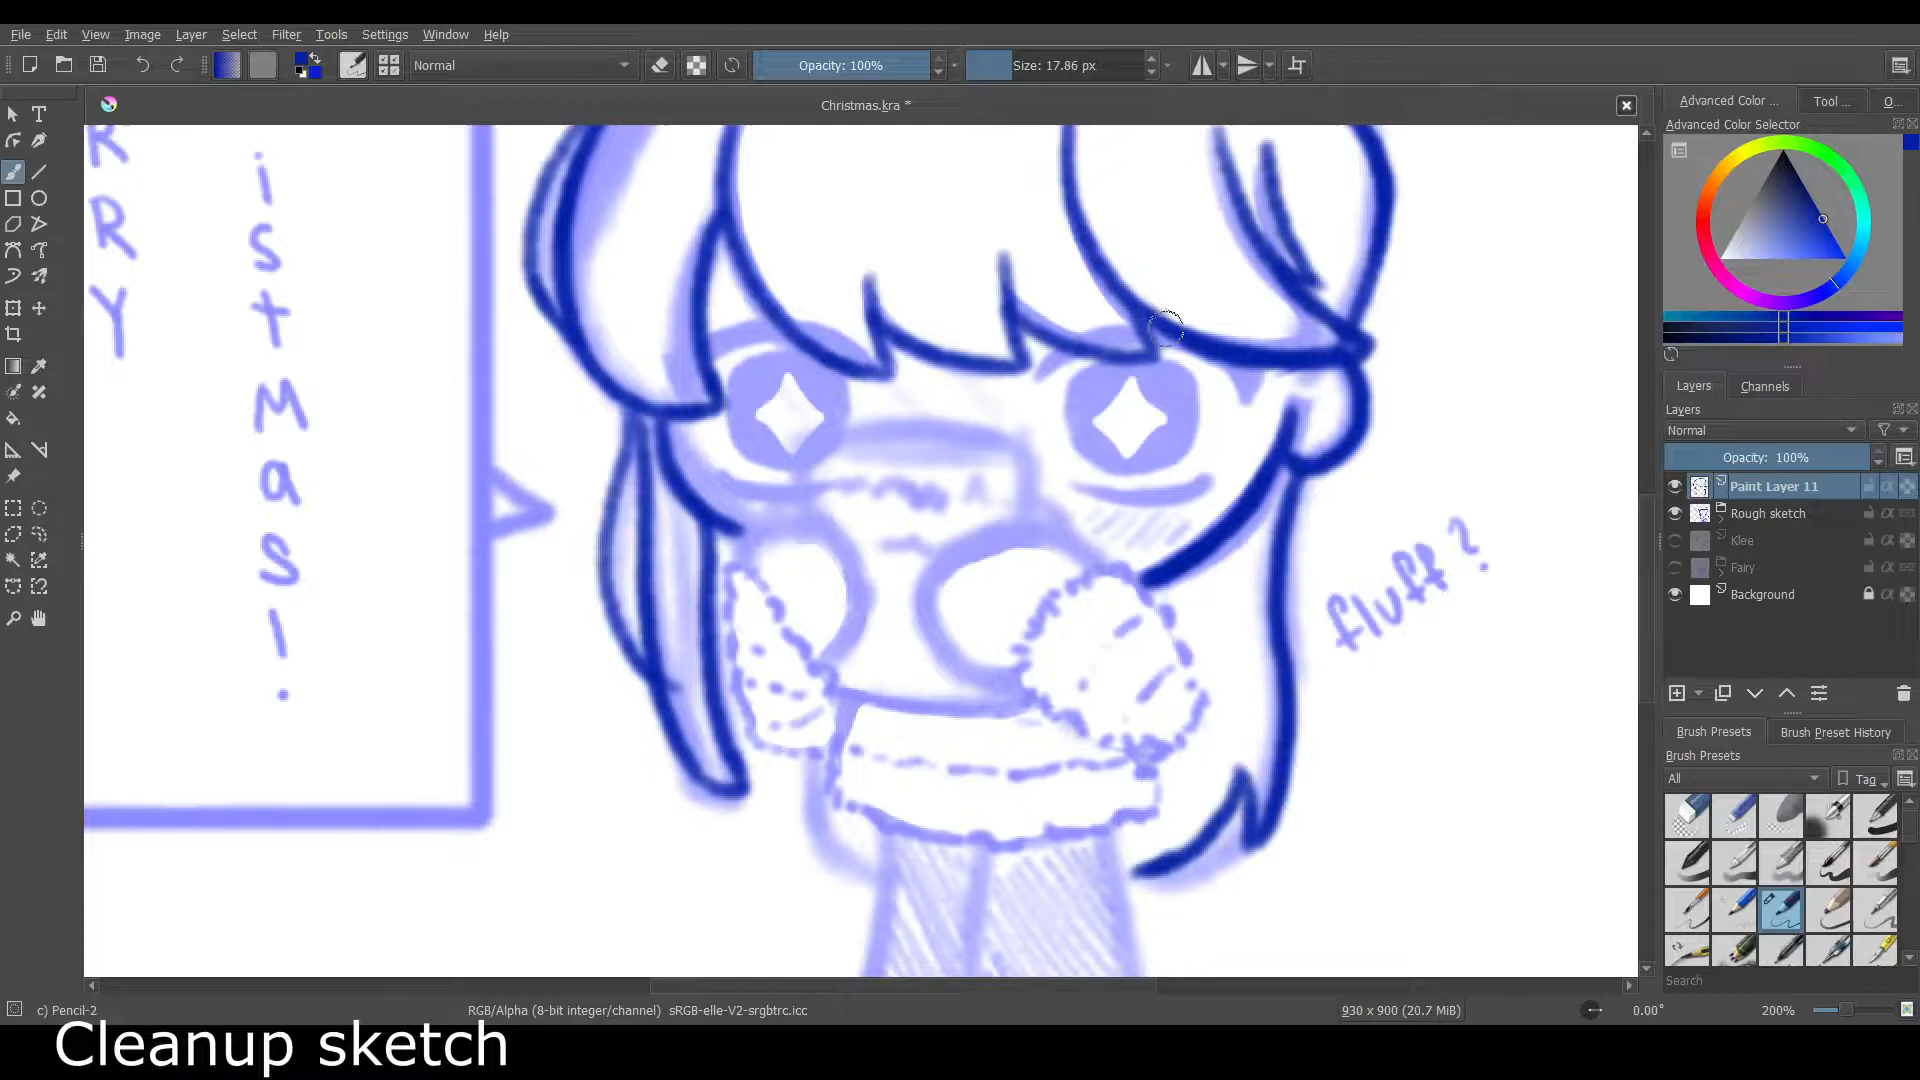 File Edit View Image Layer Select Filter Tools Settings Window Help
Normal
Opacity: 100%
Size: 17.86 px
Christmas.kra *
Advanced Color ... Tool ... O...
Advanced Color Selector
R
R
Y
i
s
t
m
a
s
!
fluff?
Layers Channels
Layers
Normal
Opacity: 100%
Paint Layer 11
Rough sketch
Klee
Fairy
Background
Brush Presets Brush Preset History
Brush Presets
All Tag
Search
c) Pencil-2 RGB/Alpha (8-bit integer/channel) sRGB-elle-V2-srgbtrc.icc 930 x 900 (20.7 MiB) 0.00° 200%
Cleanup sketch